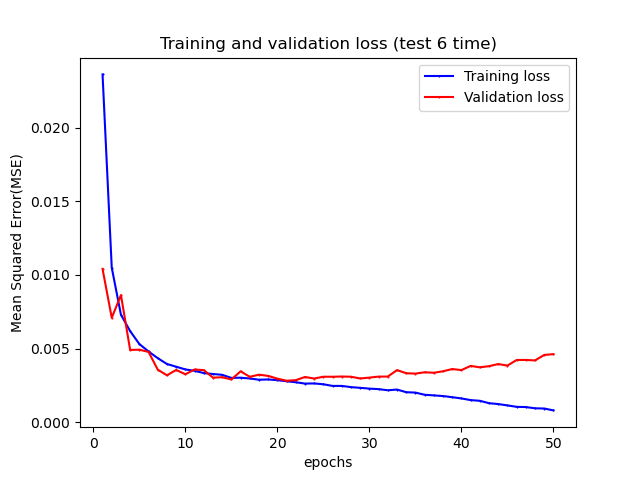 Training and validation loss (test 6 time)
Training loss
Validation loss
Mean Squared Error(MSE)
0.020
0.015
0.010
0.005
0.000
0 10 20 30 40 50
epochs